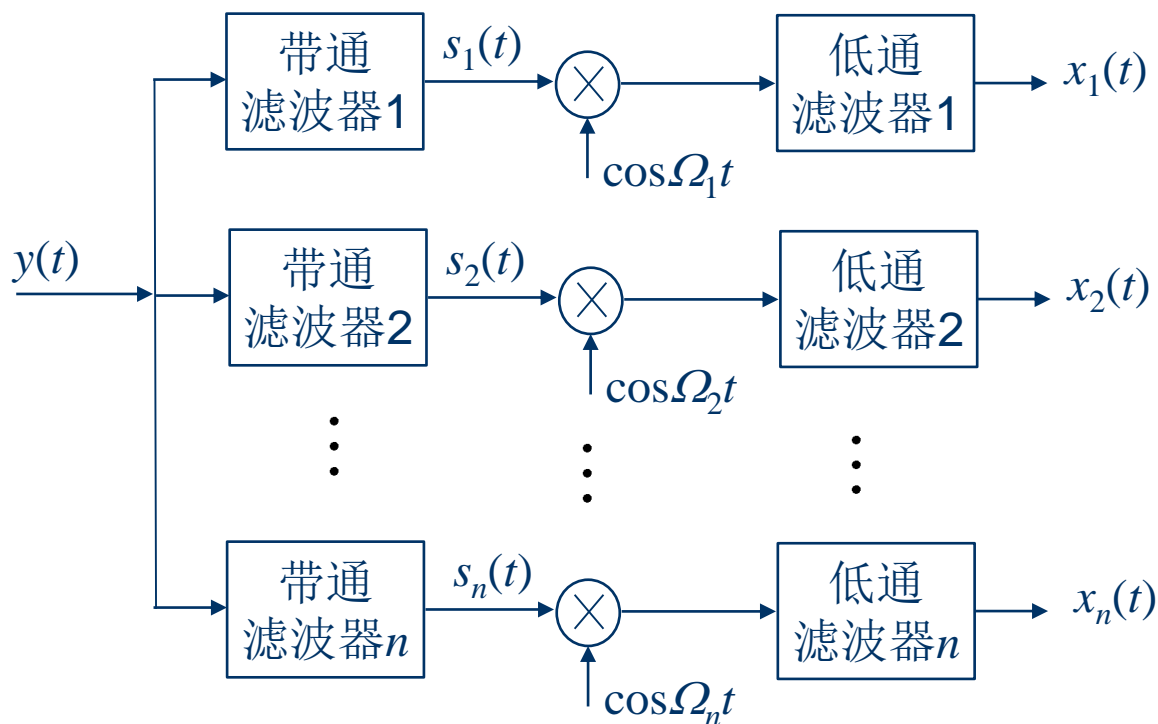 带通
滤波器1
s₁(t)
低通
滤波器1
x₁(t)
cosΩ₁t
y(t)
带通
滤波器2
s₂(t)
低通
滤波器2
x₂(t)
cosΩ₂t
带通
滤波器n
sₙ(t)
低通
滤波器n
xₙ(t)
cosΩₙt